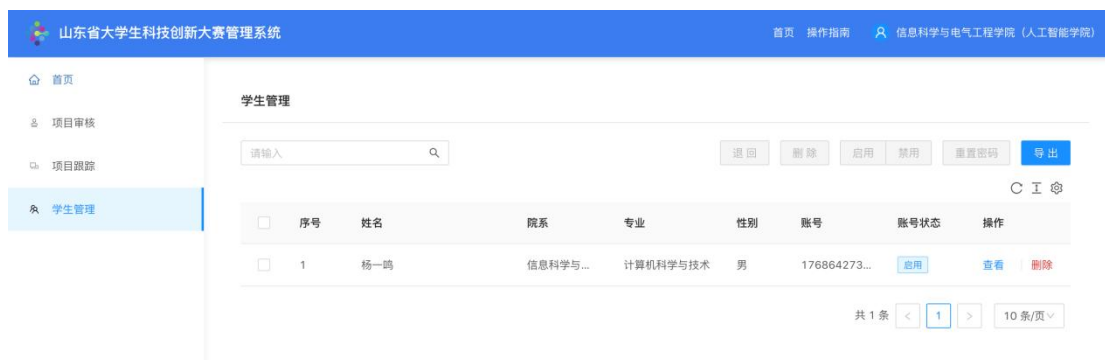 山东省大学生科技创新大赛管理系统
首页 操作指南 信息科学与电气工程学院（人工智能学院）
首页
项目审核
项目跟踪
学生管理
学生管理
请输入
退回 删除 启用 禁用 重置密码 导出
序号 姓名 院系 专业 性别 账号 账号状态 操作
1 杨一鸣 信息科学与... 计算机科学与技术 男 176864273... 启用 查看 删除
共 1 条 < 1 > 10 条/页